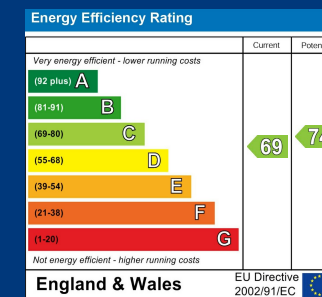 Energy Efficiency Rating
Current Poten
Very energy efficient - lower running costs
(92 plus) A
(81-91) B
(69-80) C
(55-68) D
(39-54) E
(21-38) F
(1-20) G
69
74
Not energy efficient - higher running costs
England & Wales
EU Directive
2002/91/EC